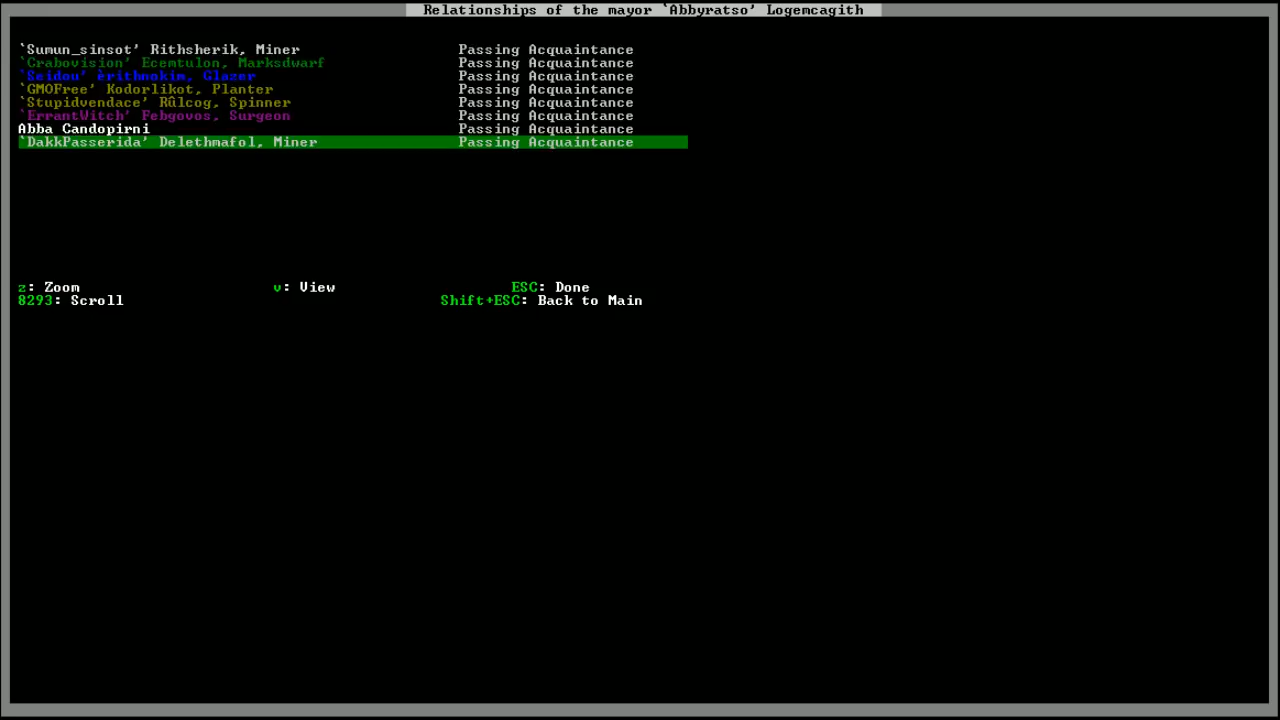 Relationships of the mayor `Abbyratso' Logemcagith
`Sumun_sinsot' Rithsherik, Miner Passing Acquaintance
`Crabovision' Ecemtulon, Marksdwarf Passing Acquaintance
`Seidou' èrithnokim, Glazer Passing Acquaintance
`GMOFree' Kodorlikot, Planter Passing Acquaintance
`Stupidvendace' Rûlcog, Spinner Passing Acquaintance
`ErrantWitch' Febgovos, Surgeon Passing Acquaintance
Abba Candopirni Passing Acquaintance
`DakkPasserida' Delethmafol, Miner Passing Acquaintance
z: Zoom v: View ESC: Done
8293: Scroll Shift+ESC: Back to Main